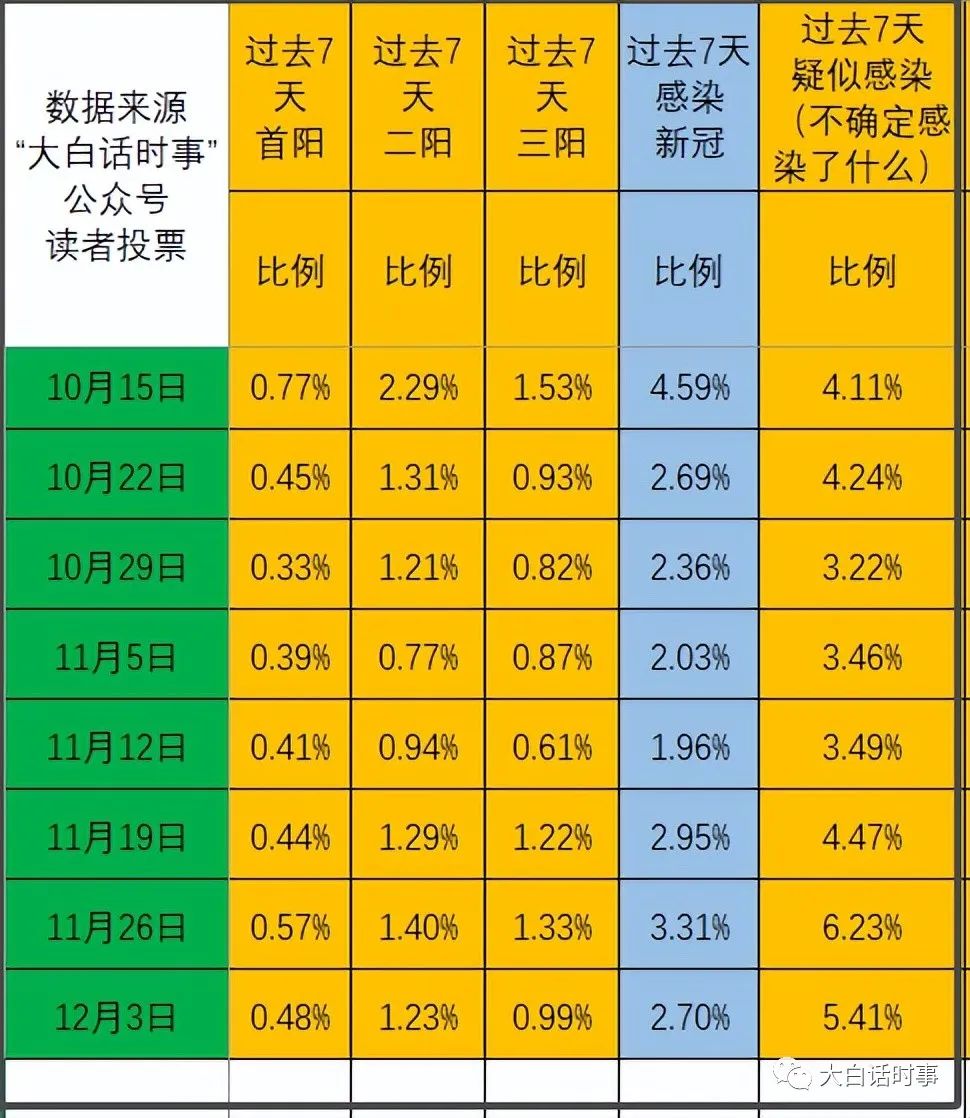 数据来源
“大白话时事”
公众号
读者投票
过去7
天
首阳
过去7
天
二阳
过去7
天
三阳
过去7天
感染
新冠
过去7天
疑似感染
（不确定感
染了什么）
比例 比例 比例 比例 比例
10月15日 0.77% 2.29% 1.53% 4.59% 4.11%
10月22日 0.45% 1.31% 0.93% 2.69% 4.24%
10月29日 0.33% 1.21% 0.82% 2.36% 3.22%
11月5日 0.39% 0.77% 0.87% 2.03% 3.46%
11月12日 0.41% 0.94% 0.61% 1.96% 3.49%
11月19日 0.44% 1.29% 1.22% 2.95% 4.47%
11月26日 0.57% 1.40% 1.33% 3.31% 6.23%
12月3日 0.48% 1.23% 0.99% 2.70% 5.41%
大白话时事